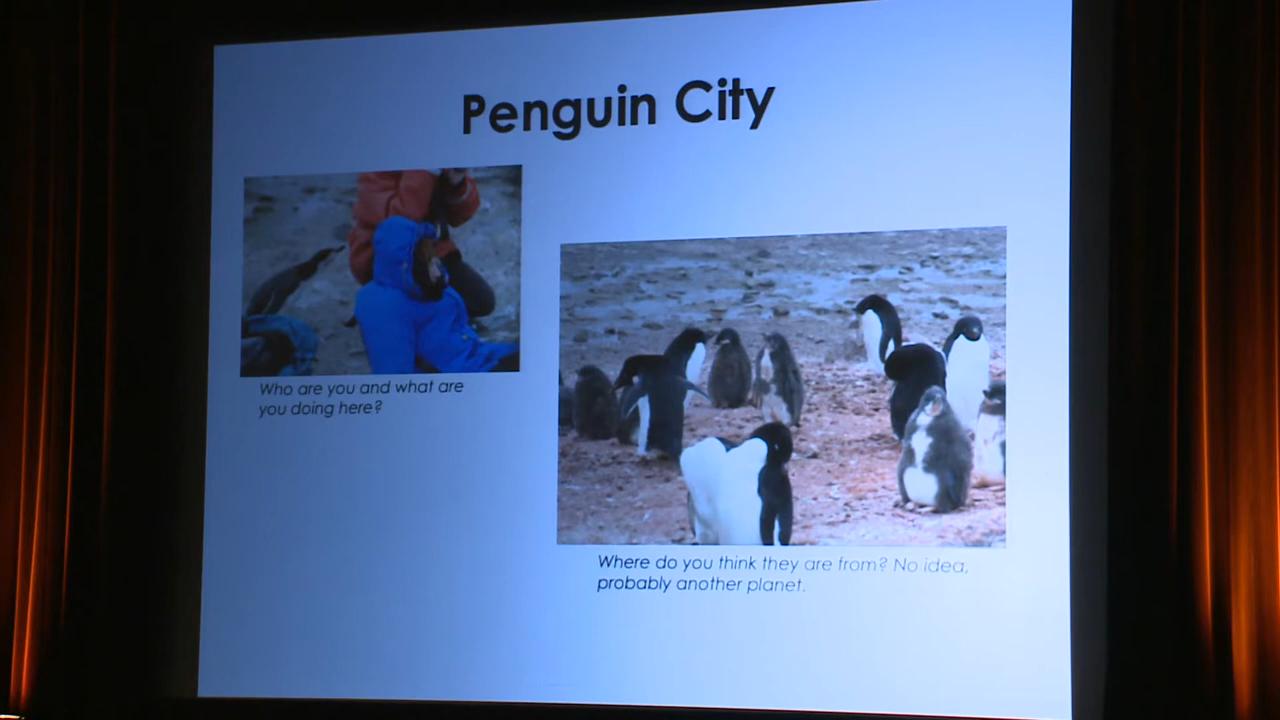 Penguin City
Who are you and what are
you doing here?
Where do you think they are from? No idea,
probably another planet.